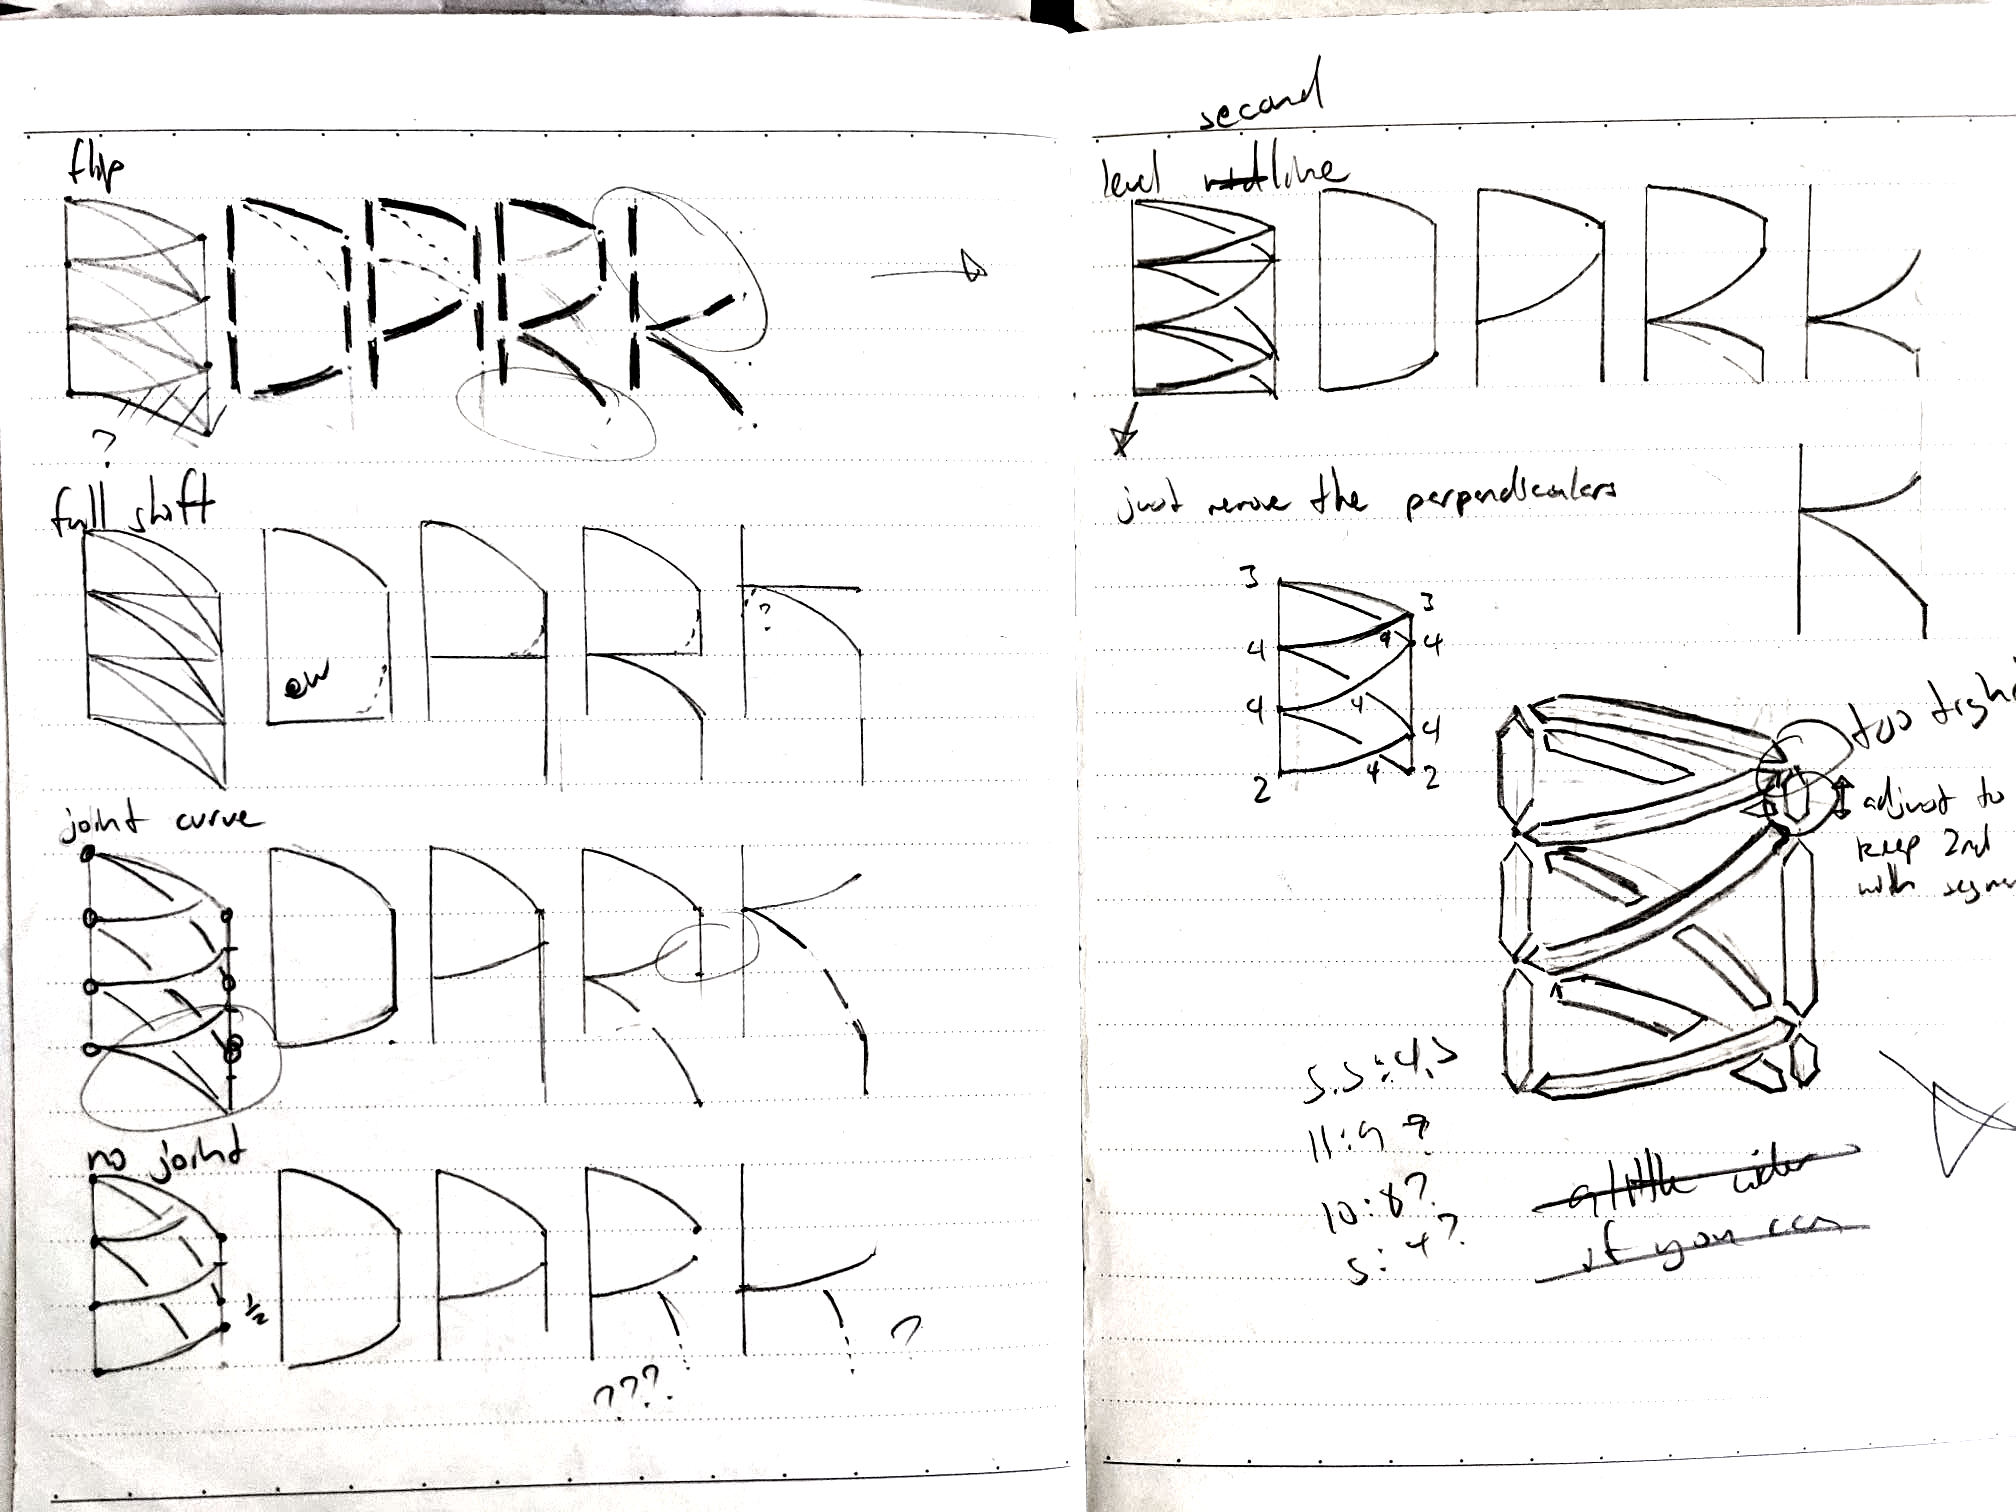 flip
DPRK
?
full shift
ew
?
joint curve
no joint
1/2
???
?
second
level midline
just remove the perpendiculars
3
3
4
4
4
4
4
4
4
2
2
too tight
adjust to
keep 2nd
with segmen
5.5:4.5
11:9 ?
10:8?
5:4?
a little wider
if you can